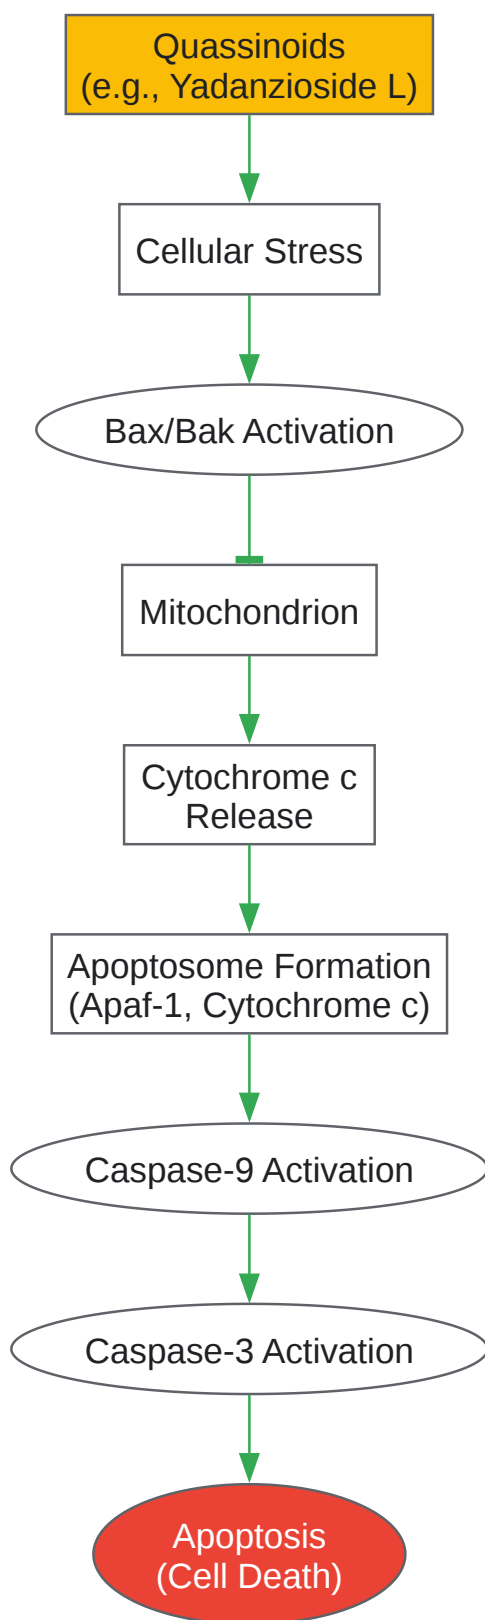 Quassinoids
(e.g., Yadanzioside L)
Cellular Stress
Bax/Bak Activation
Mitochondrion
Cytochrome c
Release
Apoptosome Formation
(Apaf-1, Cytochrome c)
Caspase-9 Activation
Caspase-3 Activation
Apoptosis
(Cell Death)